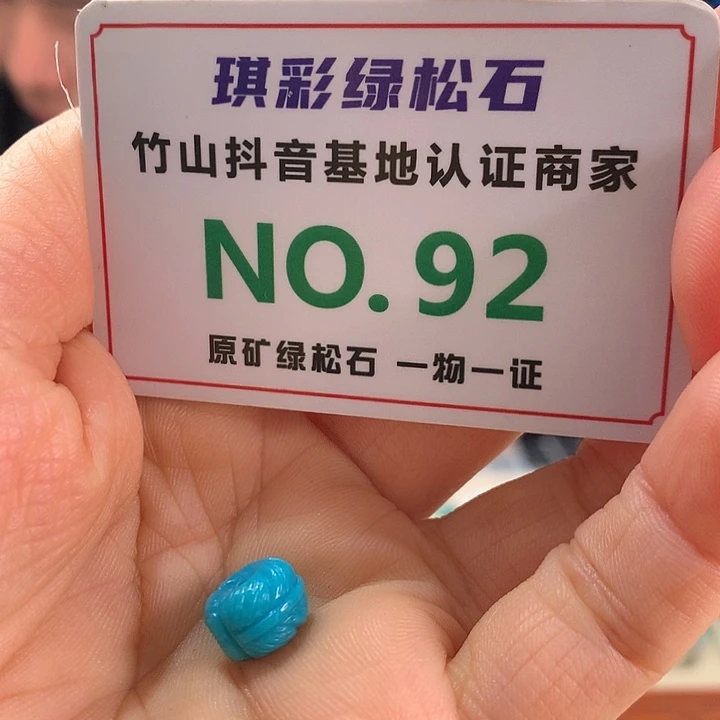 琪彩绿松石
竹山抖音基地认证商家
NO.92
原矿绿松石 一物一证